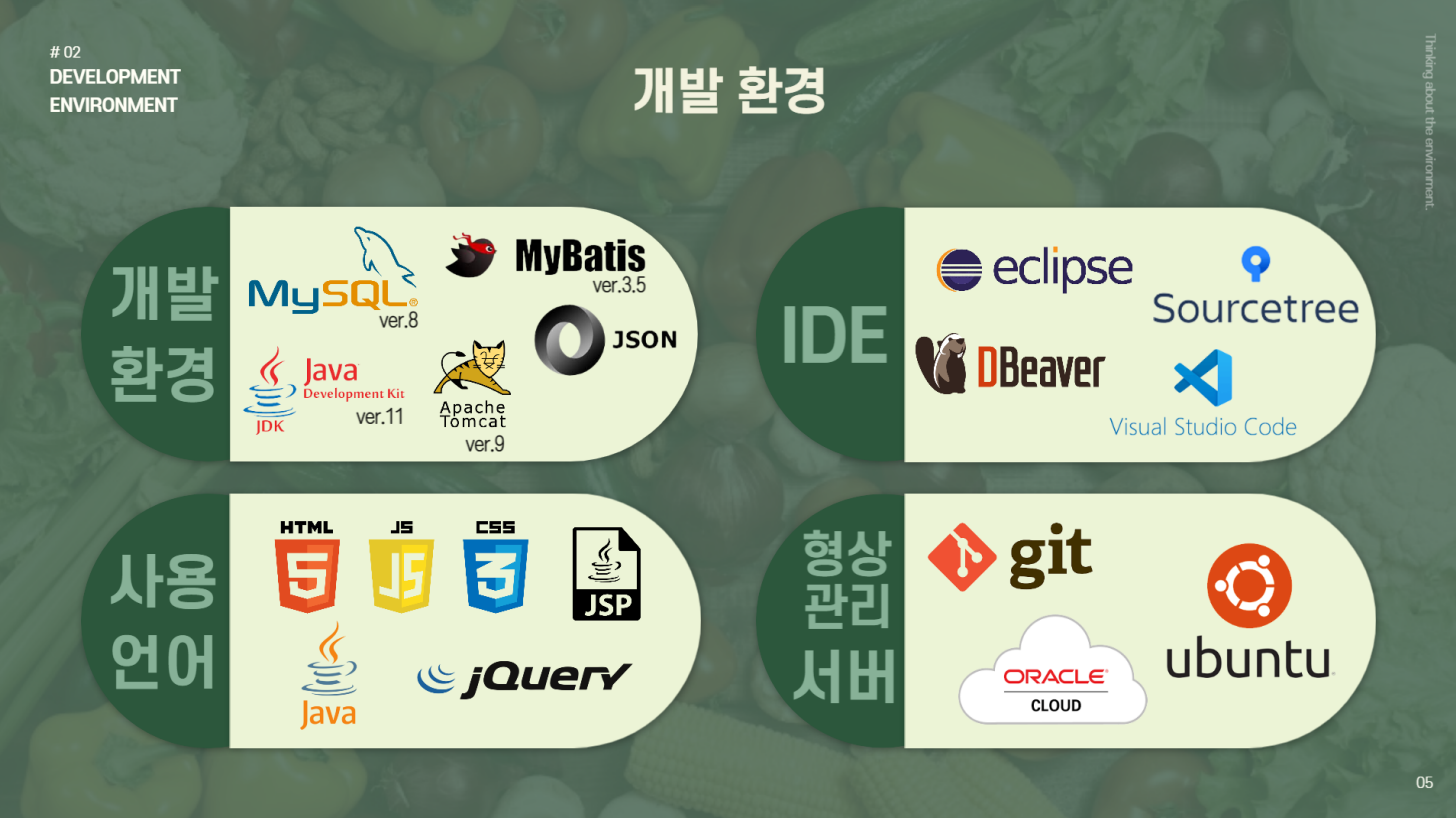 # 02
DEVELOPMENT
ENVIRONMENT
개발 환경
Thinking about the environment.
개발
환경
MySQL®
ver.8
MyBatis
ver.3.5
JSON
Java
Development Kit
JDK
ver.11
Apache
Tomcat
ver.9
IDE
eclipse
Sourcetree
DBeaver
Visual Studio Code
사용
언어
HTML
5
JS
JS
CSS
3
JSP
Java
jQuery
형상
관리
서버
git
ORACLE®
CLOUD
ubuntu
05